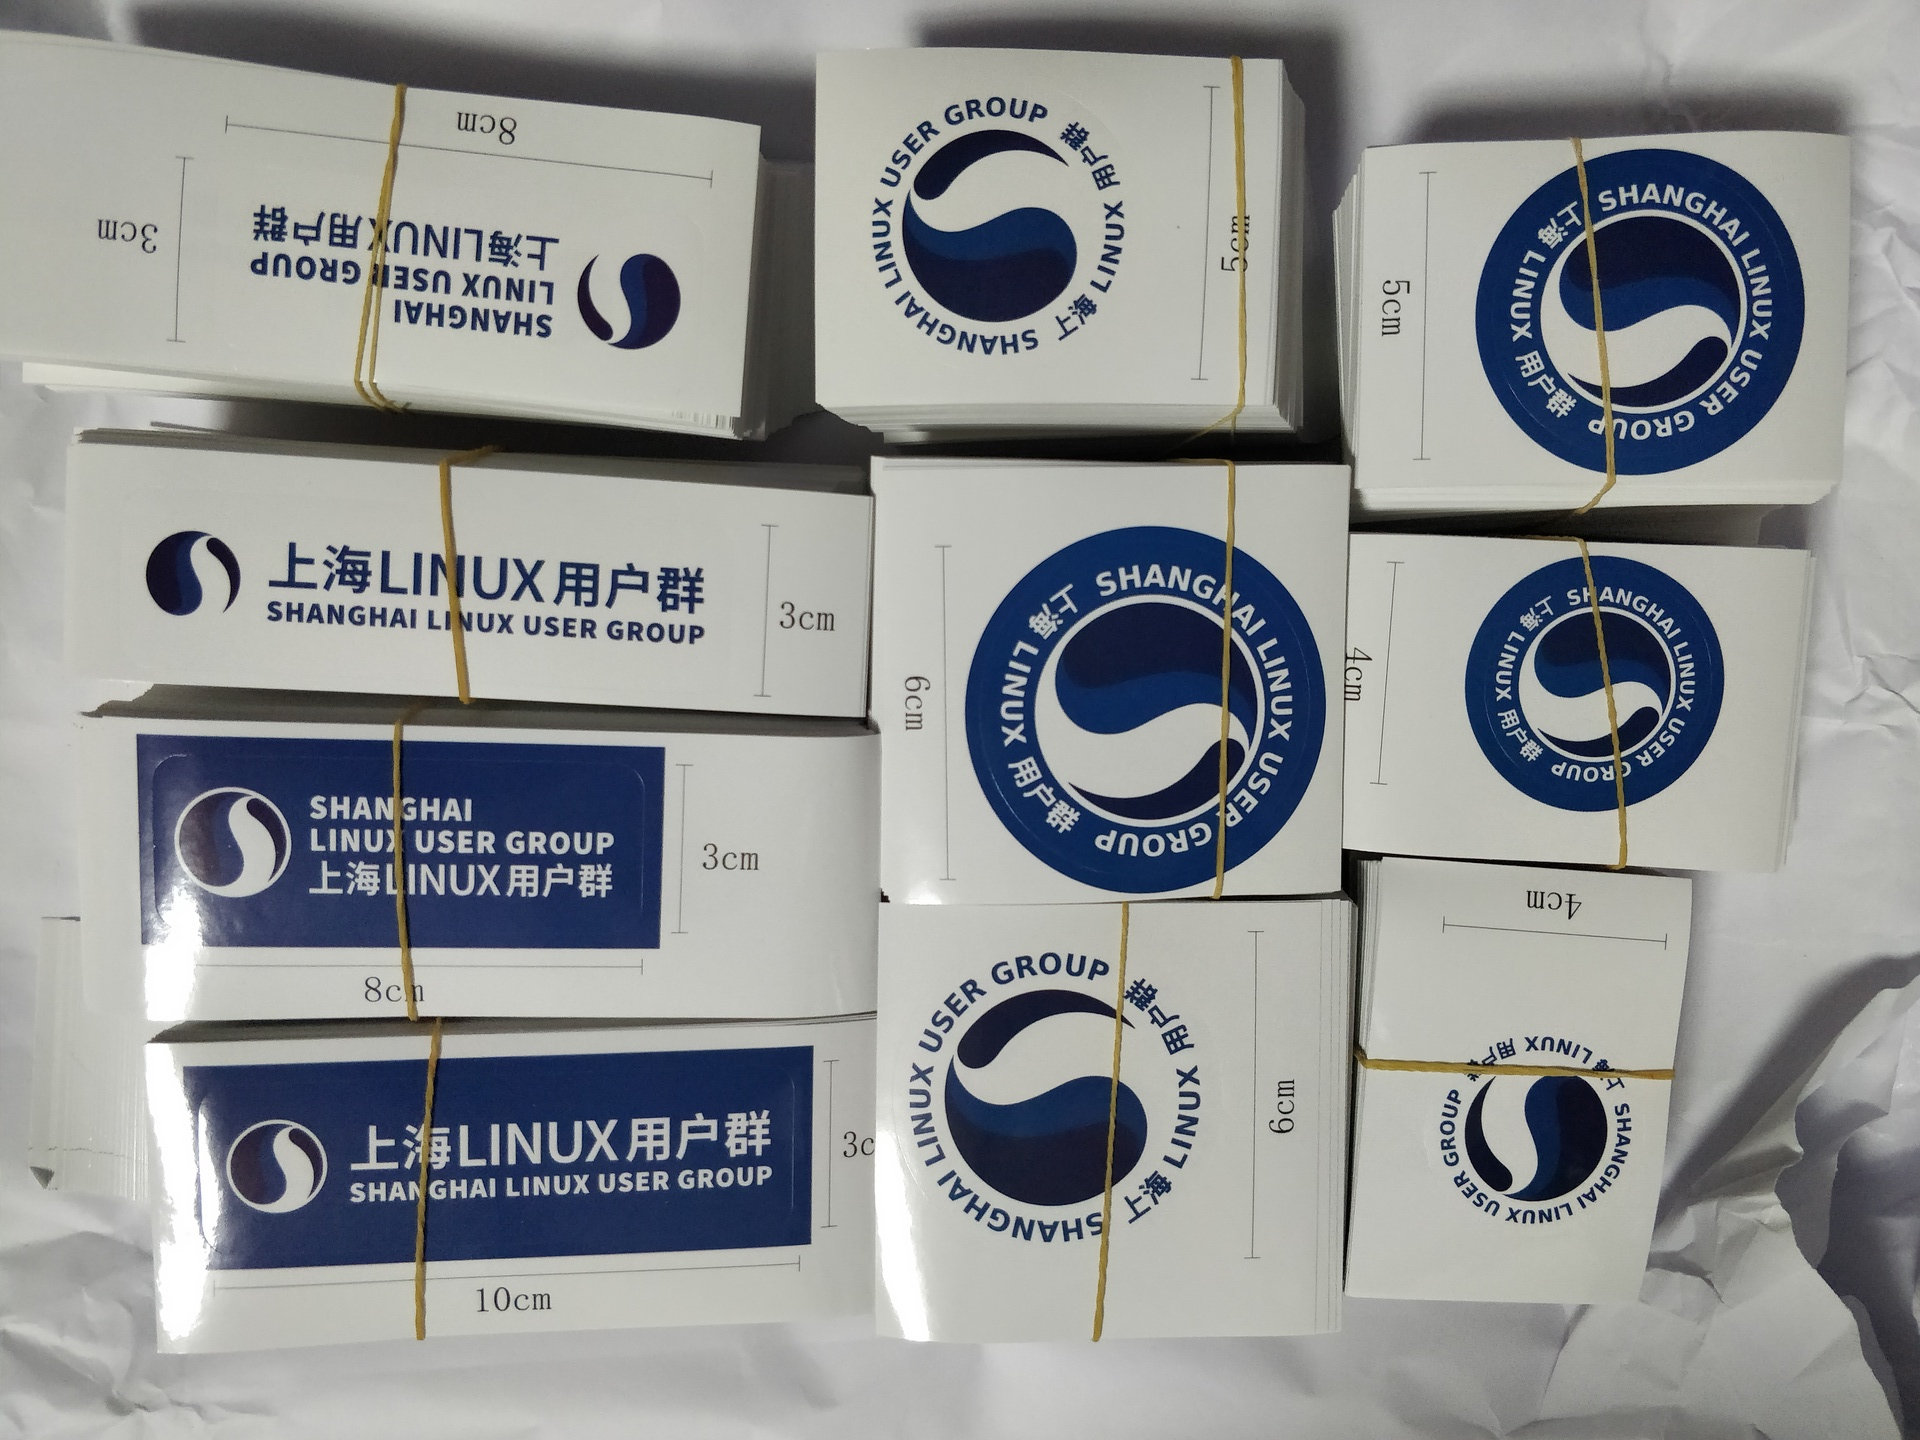 8cm
3cm
SHANGHAI
LINUX USER GROUP
上海LINUX用户群
上海LINUX用户群
SHANGHAI LINUX USER GROUP
3cm
SHANGHAI
LINUX USER GROUP
上海LINUX用户群
3cm
8cm
上海LINUX用户群
SHANGHAI LINUX USER GROUP
3c
10cm
SHANGHAI LINUX USER GROUP
上海 LINUX 用户群
5cm
SHANGHAI LINUX USER GROUP
上海 LINUX 用户群
6cm
SHANGHAI LINUX USER GROUP
上海 LINUX 用户群
6cm
SHANGHAI LINUX USER GROUP
上海 LINUX 用户群
5cm
SHANGHAI LINUX USER GROUP
上海 LINUX 用户群
4cm
4cm
SHANGHAI LINUX USER GROUP
上海 LINUX 用户群